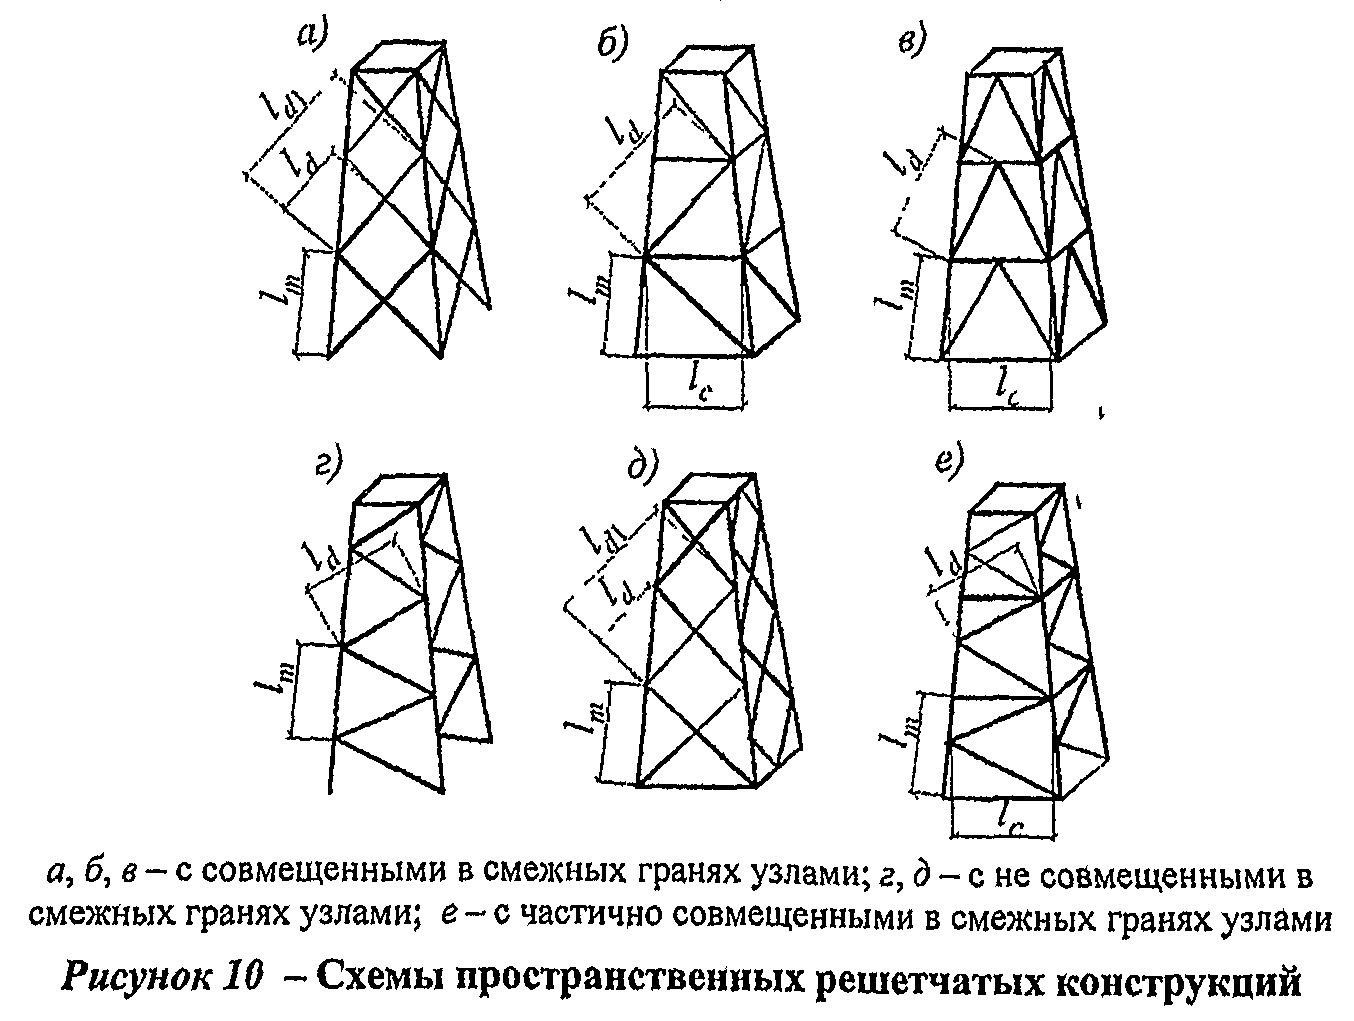 а) б) в)
l_d1 l_d l_d
l_d
l_m l_m l_m
l_c l_c
г) д) е)
l_d l_d1 l_d
l_d
l_m l_m l_m
l_c
а, б, в – с совмещенными в смежных гранях узлами; г, д – с не совмещенными в
смежных гранях узлами; е – с частично совмещенными в смежных гранях узлами
Рисунок 10 – Схемы пространственных решетчатых конструкций